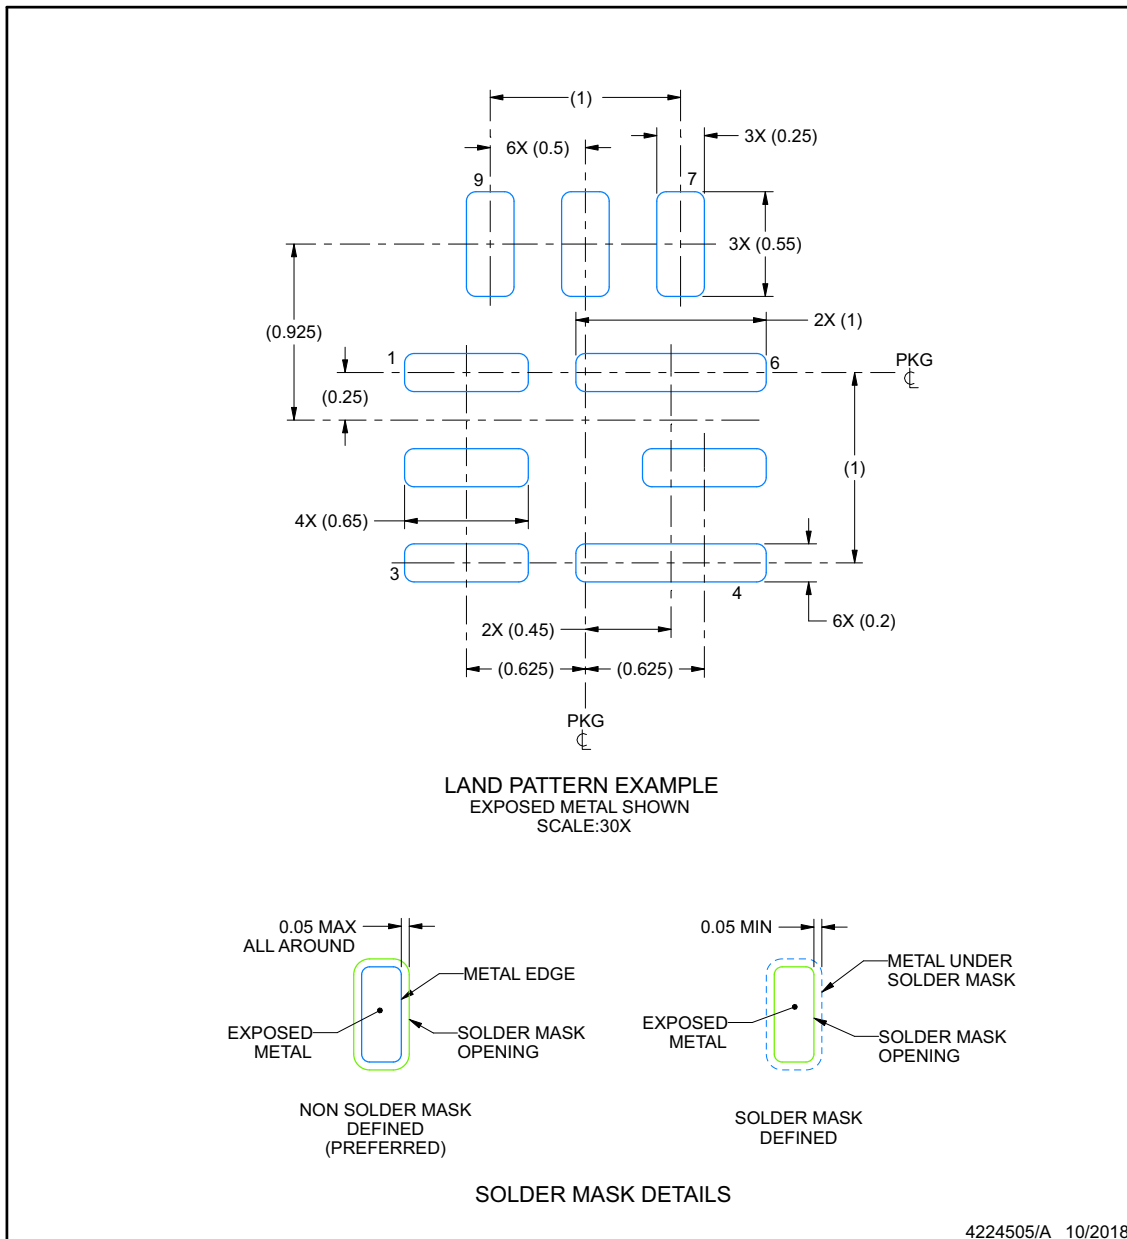 (1)
3X (0.25)
6X (0.5)
9
7
3X (0.55)
2X (1)
(0.925)
1
6
PKG
℄
(0.25)
(1)
4X (0.65)
3
4
6X (0.2)
2X (0.45)
(0.625)
(0.625)
PKG
℄
LAND PATTERN EXAMPLE
EXPOSED METAL SHOWN
SCALE:30X
0.05 MAX
ALL AROUND
METAL EDGE
EXPOSED
METAL
SOLDER MASK
OPENING
NON SOLDER MASK
DEFINED
(PREFERRED)
0.05 MIN
METAL UNDER
SOLDER MASK
EXPOSED
METAL
SOLDER MASK
OPENING
SOLDER MASK
DEFINED
SOLDER MASK DETAILS
4224505/A 10/2018